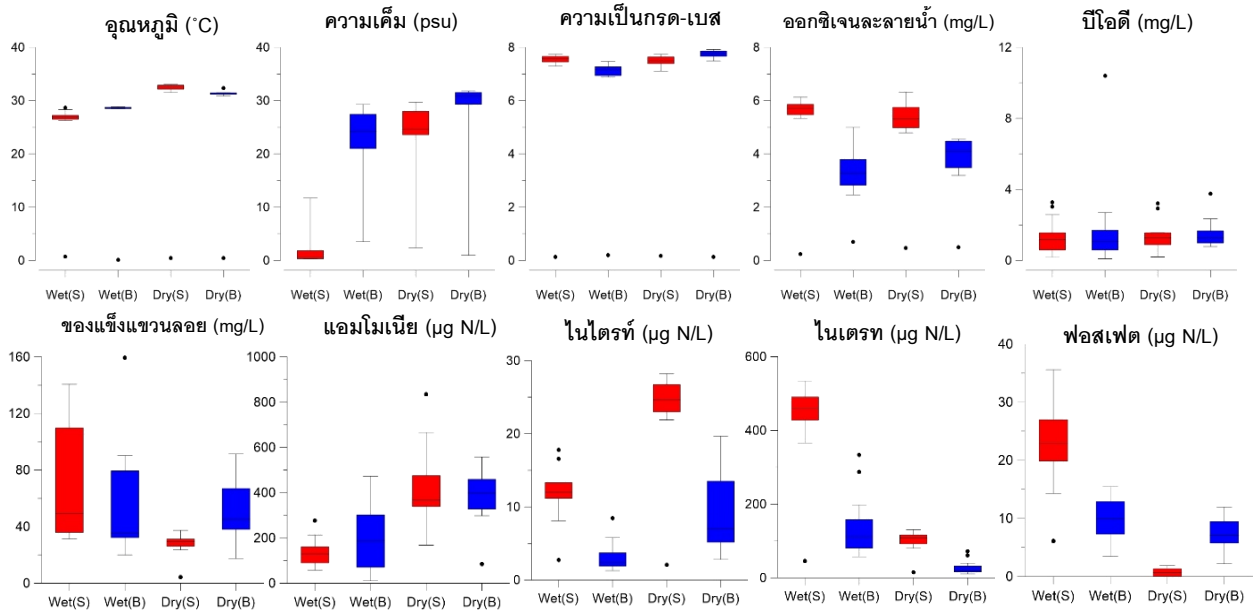 อุณหภูมิ (°C)
ความเค็ม (psu)
ความเป็นกรด-เบส
ออกซิเจนละลายน้ำ (mg/L)
บีโอดี (mg/L)
40
30
20
10
0
Wet(S) Wet(B) Dry(S) Dry(B)
40
30
20
10
0
Wet(S) Wet(B) Dry(S) Dry(B)
8
6
4
2
0
Wet(S) Wet(B) Dry(S) Dry(B)
8
6
4
2
0
Wet(S) Wet(B) Dry(S) Dry(B)
12
8
4
0
Wet(S) Wet(B) Dry(S) Dry(B)
ของแข็งแขวนลอย (mg/L)
แอมโมเนีย (µg N/L)
ไนไตรท์ (µg N/L)
ไนเตรท (µg N/L)
ฟอสเฟต (µg N/L)
160
120
80
40
0
Wet(S) Wet(B) Dry(S) Dry(B)
1000
800
600
400
200
0
Wet(S) Wet(B) Dry(S) Dry(B)
30
20
10
0
Wet(S) Wet(B) Dry(S) Dry(B)
600
400
200
0
Wet(S) Wet(B) Dry(S) Dry(B)
40
30
20
10
0
Wet(S) Wet(B) Dry(S) Dry(B)